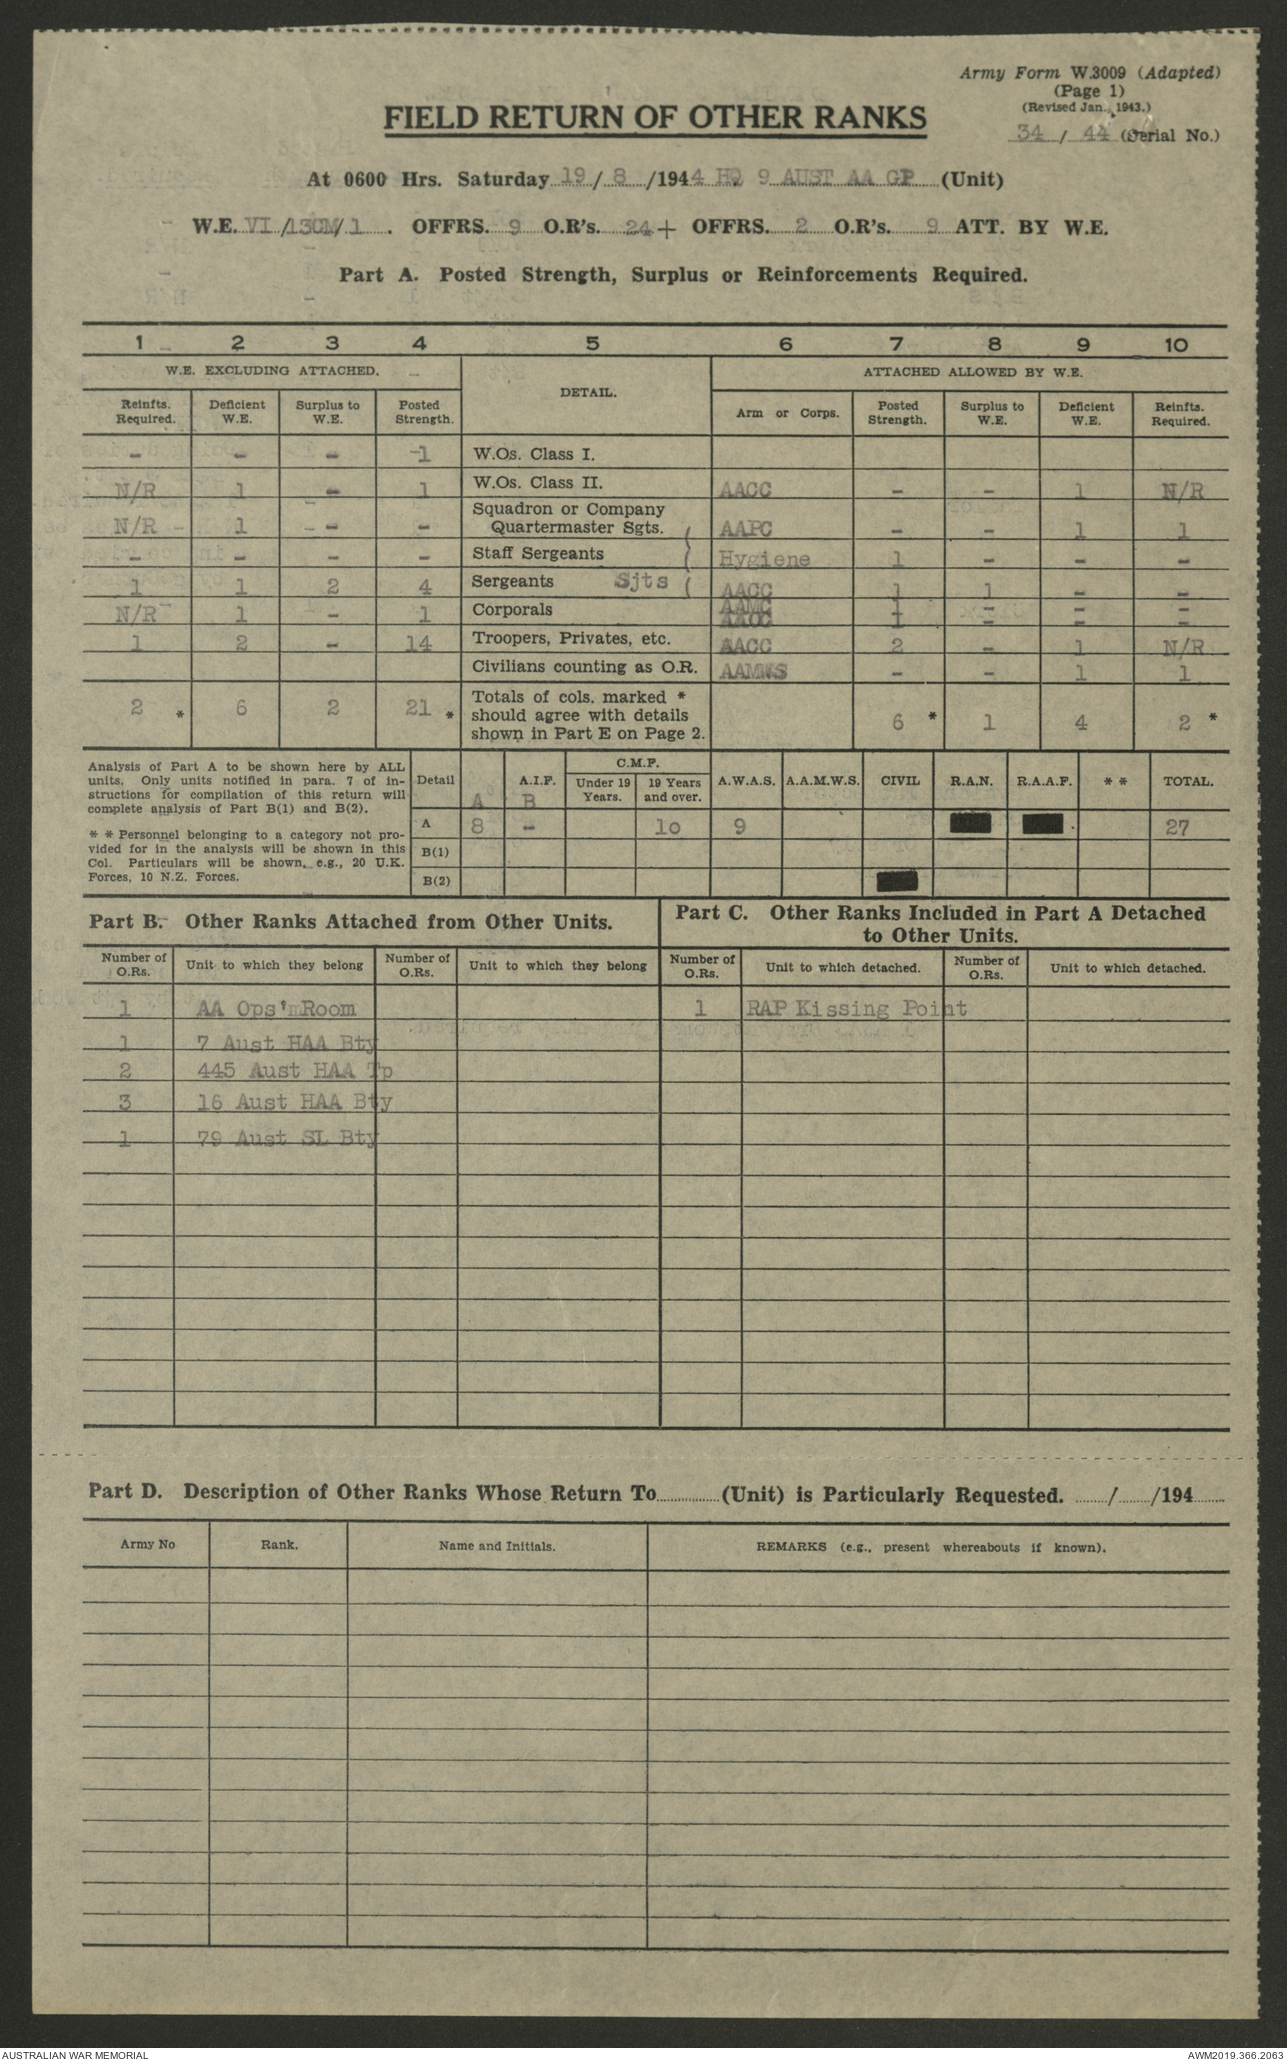 Army Form W.3009 (Adapted)
(Page 1)
(Revised Jan., 1943.)
34 / 44 (Serial No.)
FIELD RETURN OF OTHER RANKS
At 0600 Hrs. Saturday 19 / 8 /1944 HQ 9 AUST AA GP (Unit)
W.E. VI /13CM/1 . OFFRS. 9 O.R's. 24 + OFFRS. 2 O.R's. 9 ATT. BY W.E.
Part A. Posted Strength, Surplus or Reinforcements Required.
1 2 3 4 5 6 7 8 9 10
W.E. EXCLUDING ATTACHED. DETAIL. ATTACHED ALLOWED BY W.E.
Reinfts. Required. Deficient W.E. Surplus to W.E. Posted Strength. Arm or Corps. Posted Strength. Surplus to W.E. Deficient W.E. Reinfts. Required.
- - - 1 W.Os. Class I.
N/R 1 - 1 W.Os. Class II. AACC - - 1 N/R
N/R 1 - - Squadron or Company Quartermaster Sgts. AAPC - - 1 1
- - - - Staff Sergeants Hygiene 1 - - -
1 1 2 4 Sergeants Sjts AACC 1 1 - -
N/R 1 - 1 Corporals AAMC 1 - - -
AAOC 1 - - -
1 2 - 14 Troopers, Privates, etc. AACC 2 - 1 N/R
Civilians counting as O.R. AAMWS - - 1 1
2 * 6 2 21 * Totals of cols. marked * should agree with details shown in Part E on Page 2. 6 * 1 4 2 *
Analysis of Part A to be shown here by ALL
units. Only units notified in para. 7 of in-
structions for compilation of this return will
complete analysis of Part B(1) and B(2).
* * Personnel belonging to a category not pro-
vided for in the analysis will be shown in this
Col. Particulars will be shown, e.g., 20 U.K.
Forces, 10 N.Z. Forces.
Detail A.I.F. C.M.F. A.W.A.S. A.A.M.W.S. CIVIL R.A.N. R.A.A.F. * * TOTAL.
A B Under 19 Years. 19 Years and over.
A 8 - 10 9 27
B(1)
B(2)
Part B. Other Ranks Attached from Other Units.
Number of O.Rs. Unit to which they belong Number of O.Rs. Unit to which they belong
1 AA Ops Room
1 7 Aust HAA Bty
2 445 Aust HAA Tp
3 16 Aust HAA Bty
1 79 Aust SL Bty
Part C. Other Ranks Included in Part A Detached
to Other Units.
Number of O.Rs. Unit to which detached. Number of O.Rs. Unit to which detached.
1 RAP Kissing Point
Part D. Description of Other Ranks Whose Return To............(Unit) is Particularly Requested. ......./......./194.......
Army No Rank. Name and Initials. REMARKS (e.g., present whereabouts if known).
AUSTRALIAN WAR MEMORIAL
AWM2019.366.2063